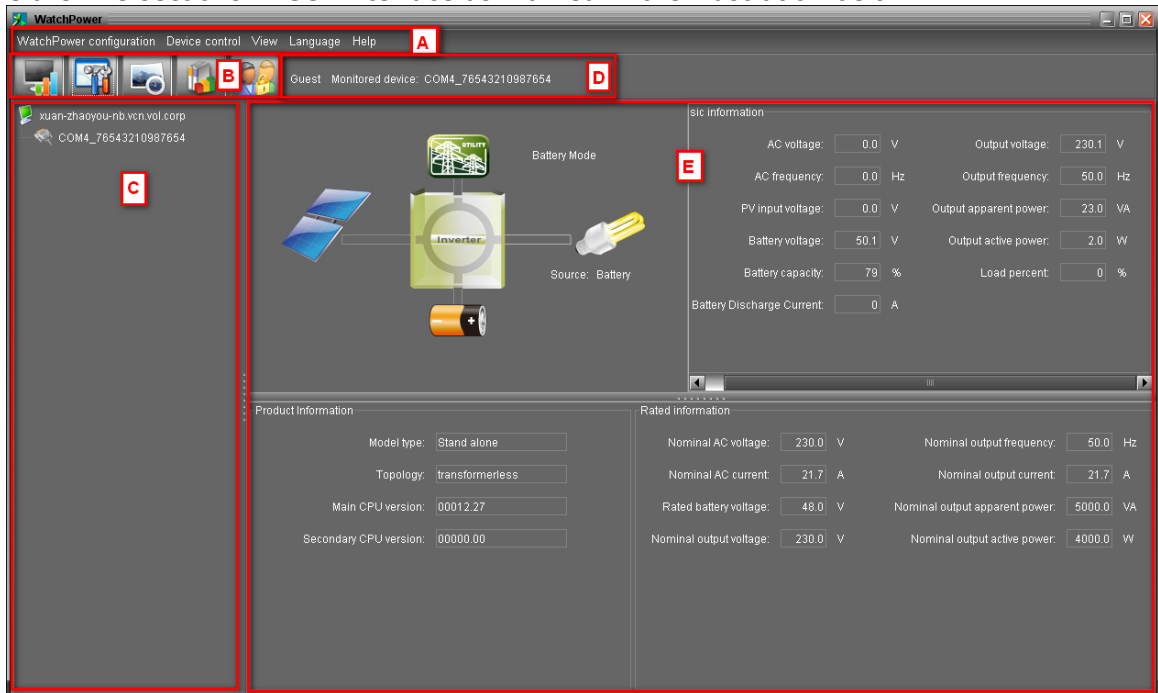 WatchPower
WatchPower configuration Device control View Language Help
A
B
Guest Monitored device: COM4_76543210987654
D
xuan-zhaoyou-nb.vcn.vol.corp
COM4_76543210987654
C
UTILITY
Battery Mode
Inverter
Source: Battery
sic information
E
AC voltage: 0.0 V Output voltage: 230.1 V
AC frequency: 0.0 Hz Output frequency: 50.0 Hz
PV input voltage: 0.0 V Output apparent power: 23.0 VA
Battery voltage: 50.1 V Output active power: 2.0 W
Battery capacity: 79 % Load percent: 0 %
Battery Discharge Current: 0 A
Product Information
Model type: Stand alone
Topology: transformerless
Main CPU version: 00012.27
Secondary CPU version: 00000.00
Rated information
Nominal AC voltage: 230.0 V Nominal output frequency: 50.0 Hz
Nominal AC current: 21.7 A Nominal output current: 21.7 A
Rated battery voltage: 48.0 V Nominal output apparent power: 5000.0 VA
Nominal output voltage: 230.0 V Nominal output active power: 4000.0 W